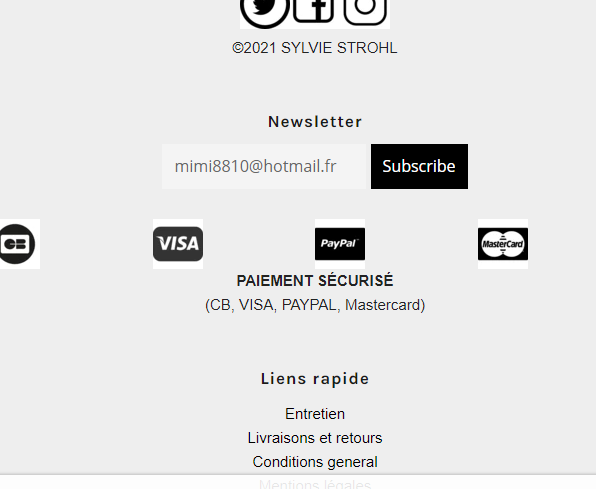 ©2021 SYLVIE STROHL
Newsletter
mimi8810@hotmail.fr Subscribe
CB VISA PayPal MasterCard
PAIEMENT SÉCURISÉ
(CB, VISA, PAYPAL, Mastercard)
Liens rapide
Entretien
Livraisons et retours
Conditions general
Mentions légales